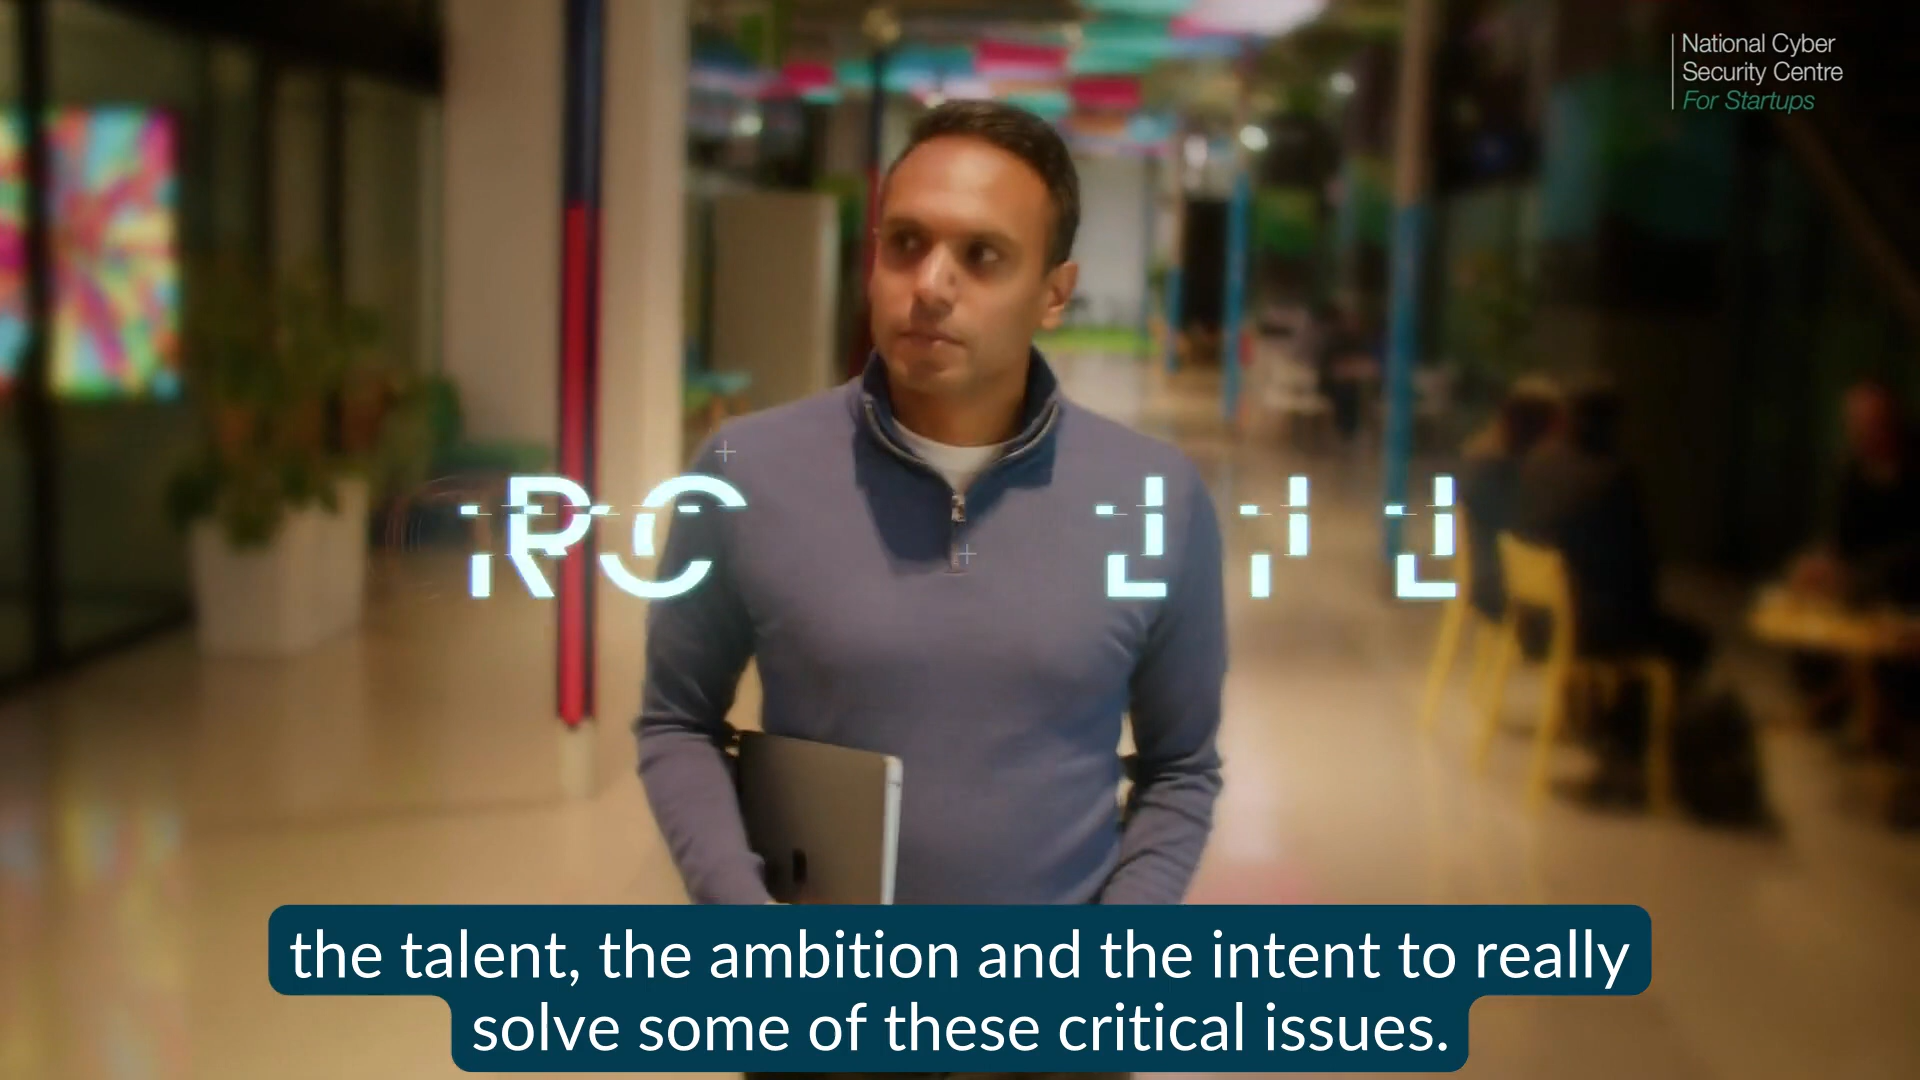 National Cyber
Security Centre
For Startups
the talent, the ambition and the intent to really
solve some of these critical issues.